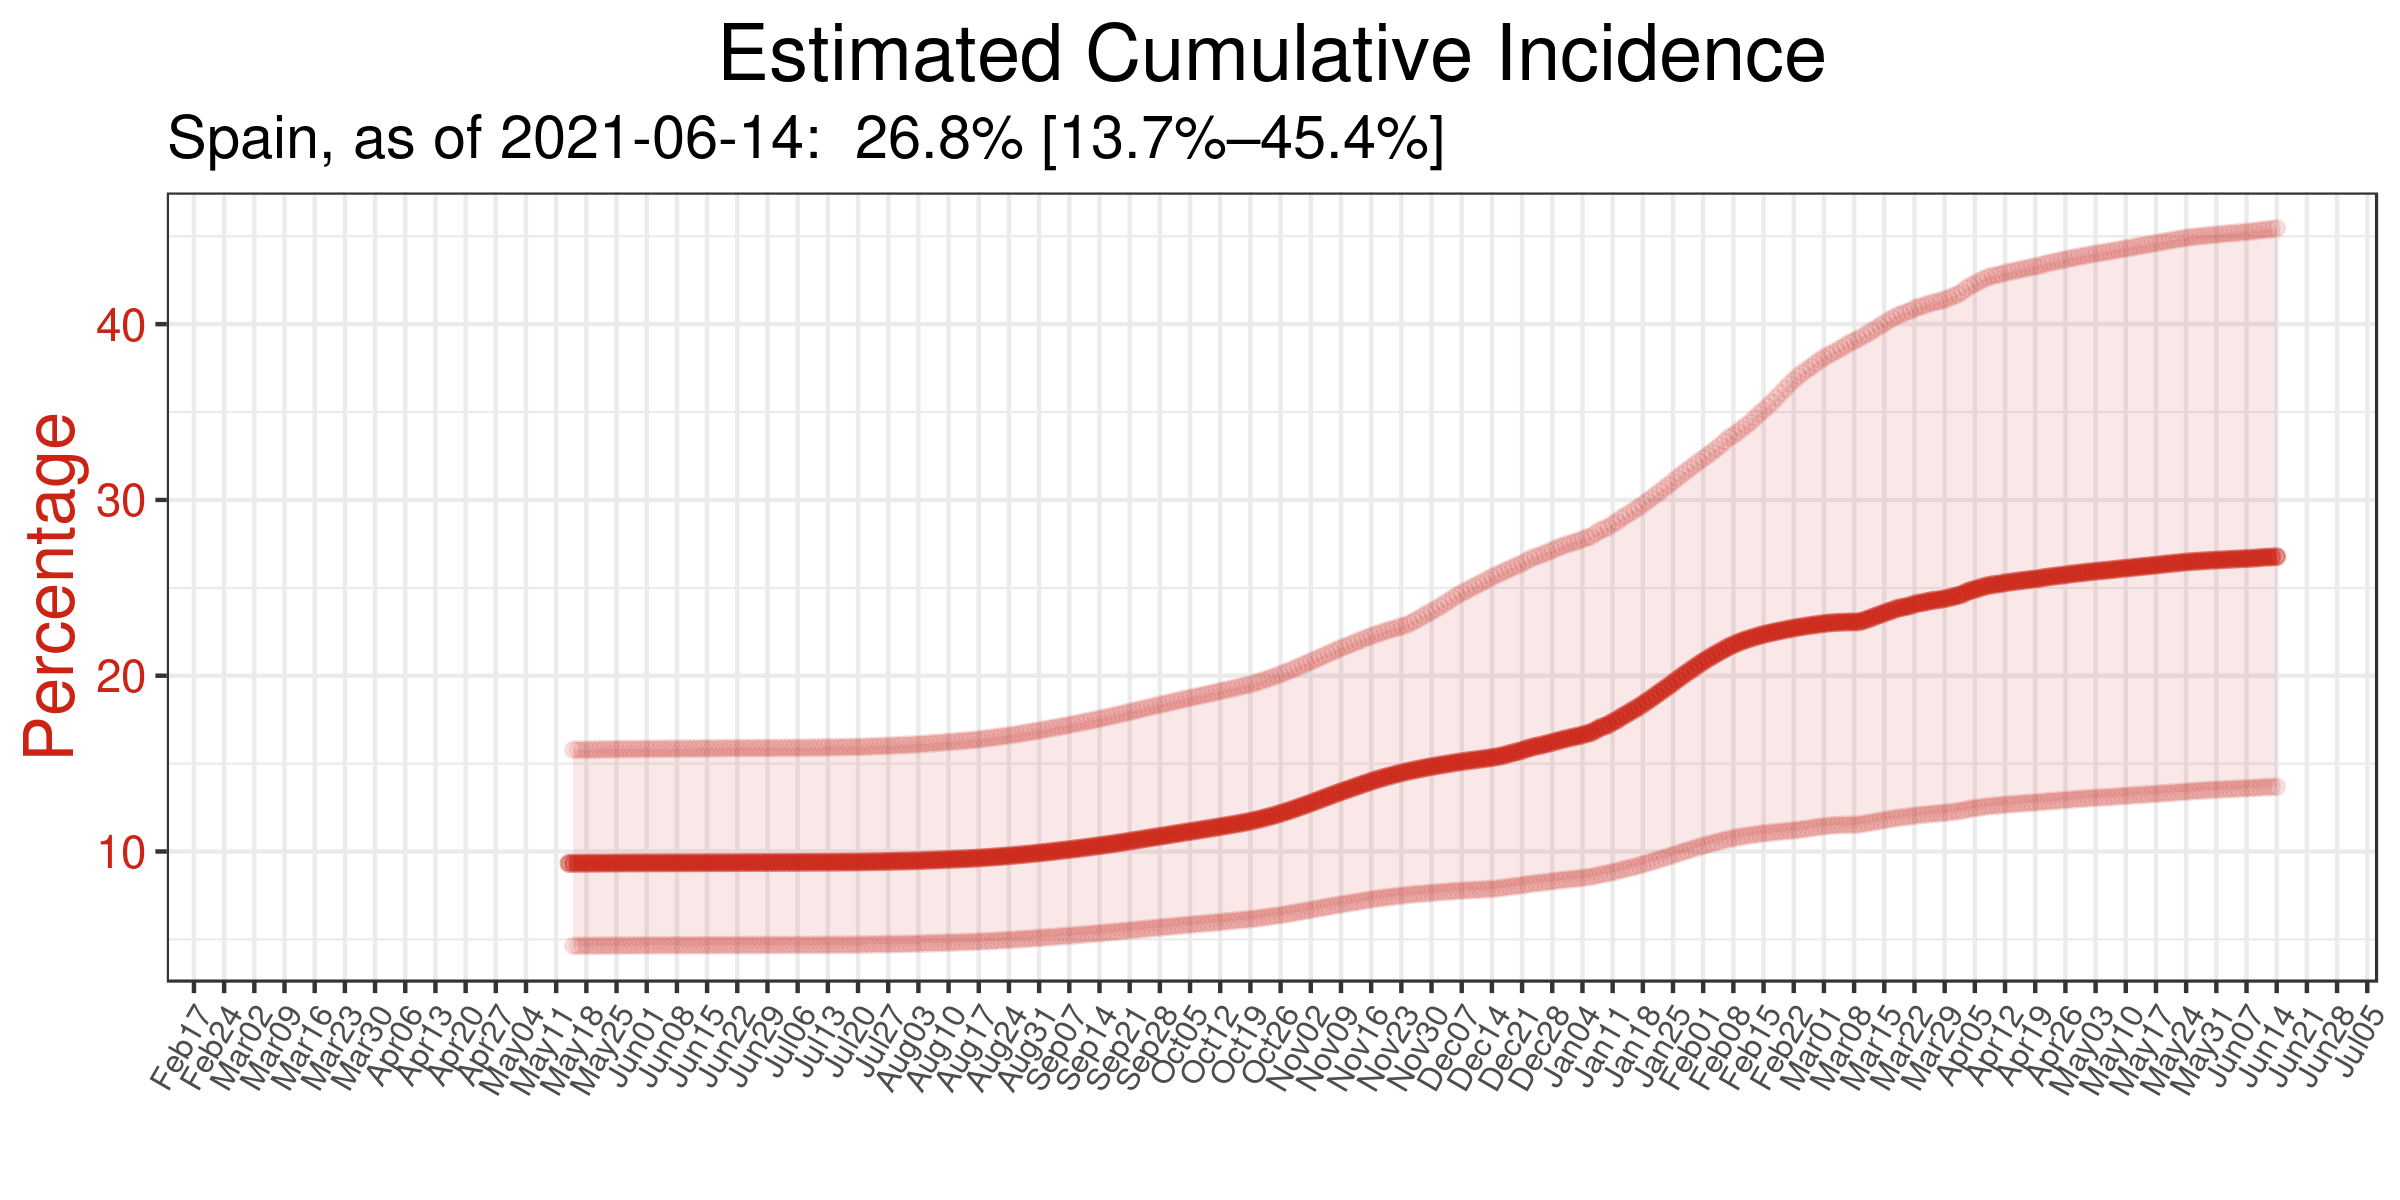 Estimated Cumulative Incidence
Spain, as of 2021-06-14:  26.8% [13.7%–45.4%]
Percentage
40
30
20
10
Feb17 Feb24 Mar02 Mar09 Mar16 Mar23 Mar30 Apr06 Apr13 Apr20 Apr27 May04 May11 May18 May25 Jun01 Jun08 Jun15 Jun22 Jun29 Jul06 Jul13 Jul20 Jul27 Aug03 Aug10 Aug17 Aug24 Aug31 Sep07 Sep14 Sep21 Sep28 Oct05 Oct12 Oct19 Oct26 Nov02 Nov09 Nov16 Nov23 Nov30 Dec07 Dec14 Dec21 Dec28 Jan04 Jan11 Jan18 Jan25 Feb01 Feb08 Feb15 Feb22 Mar01 Mar08 Mar15 Mar22 Mar29 Apr05 Apr12 Apr19 Apr26 May03 May10 May17 May24 May31 Jun07 Jun14 Jun21 Jun28 Jul05